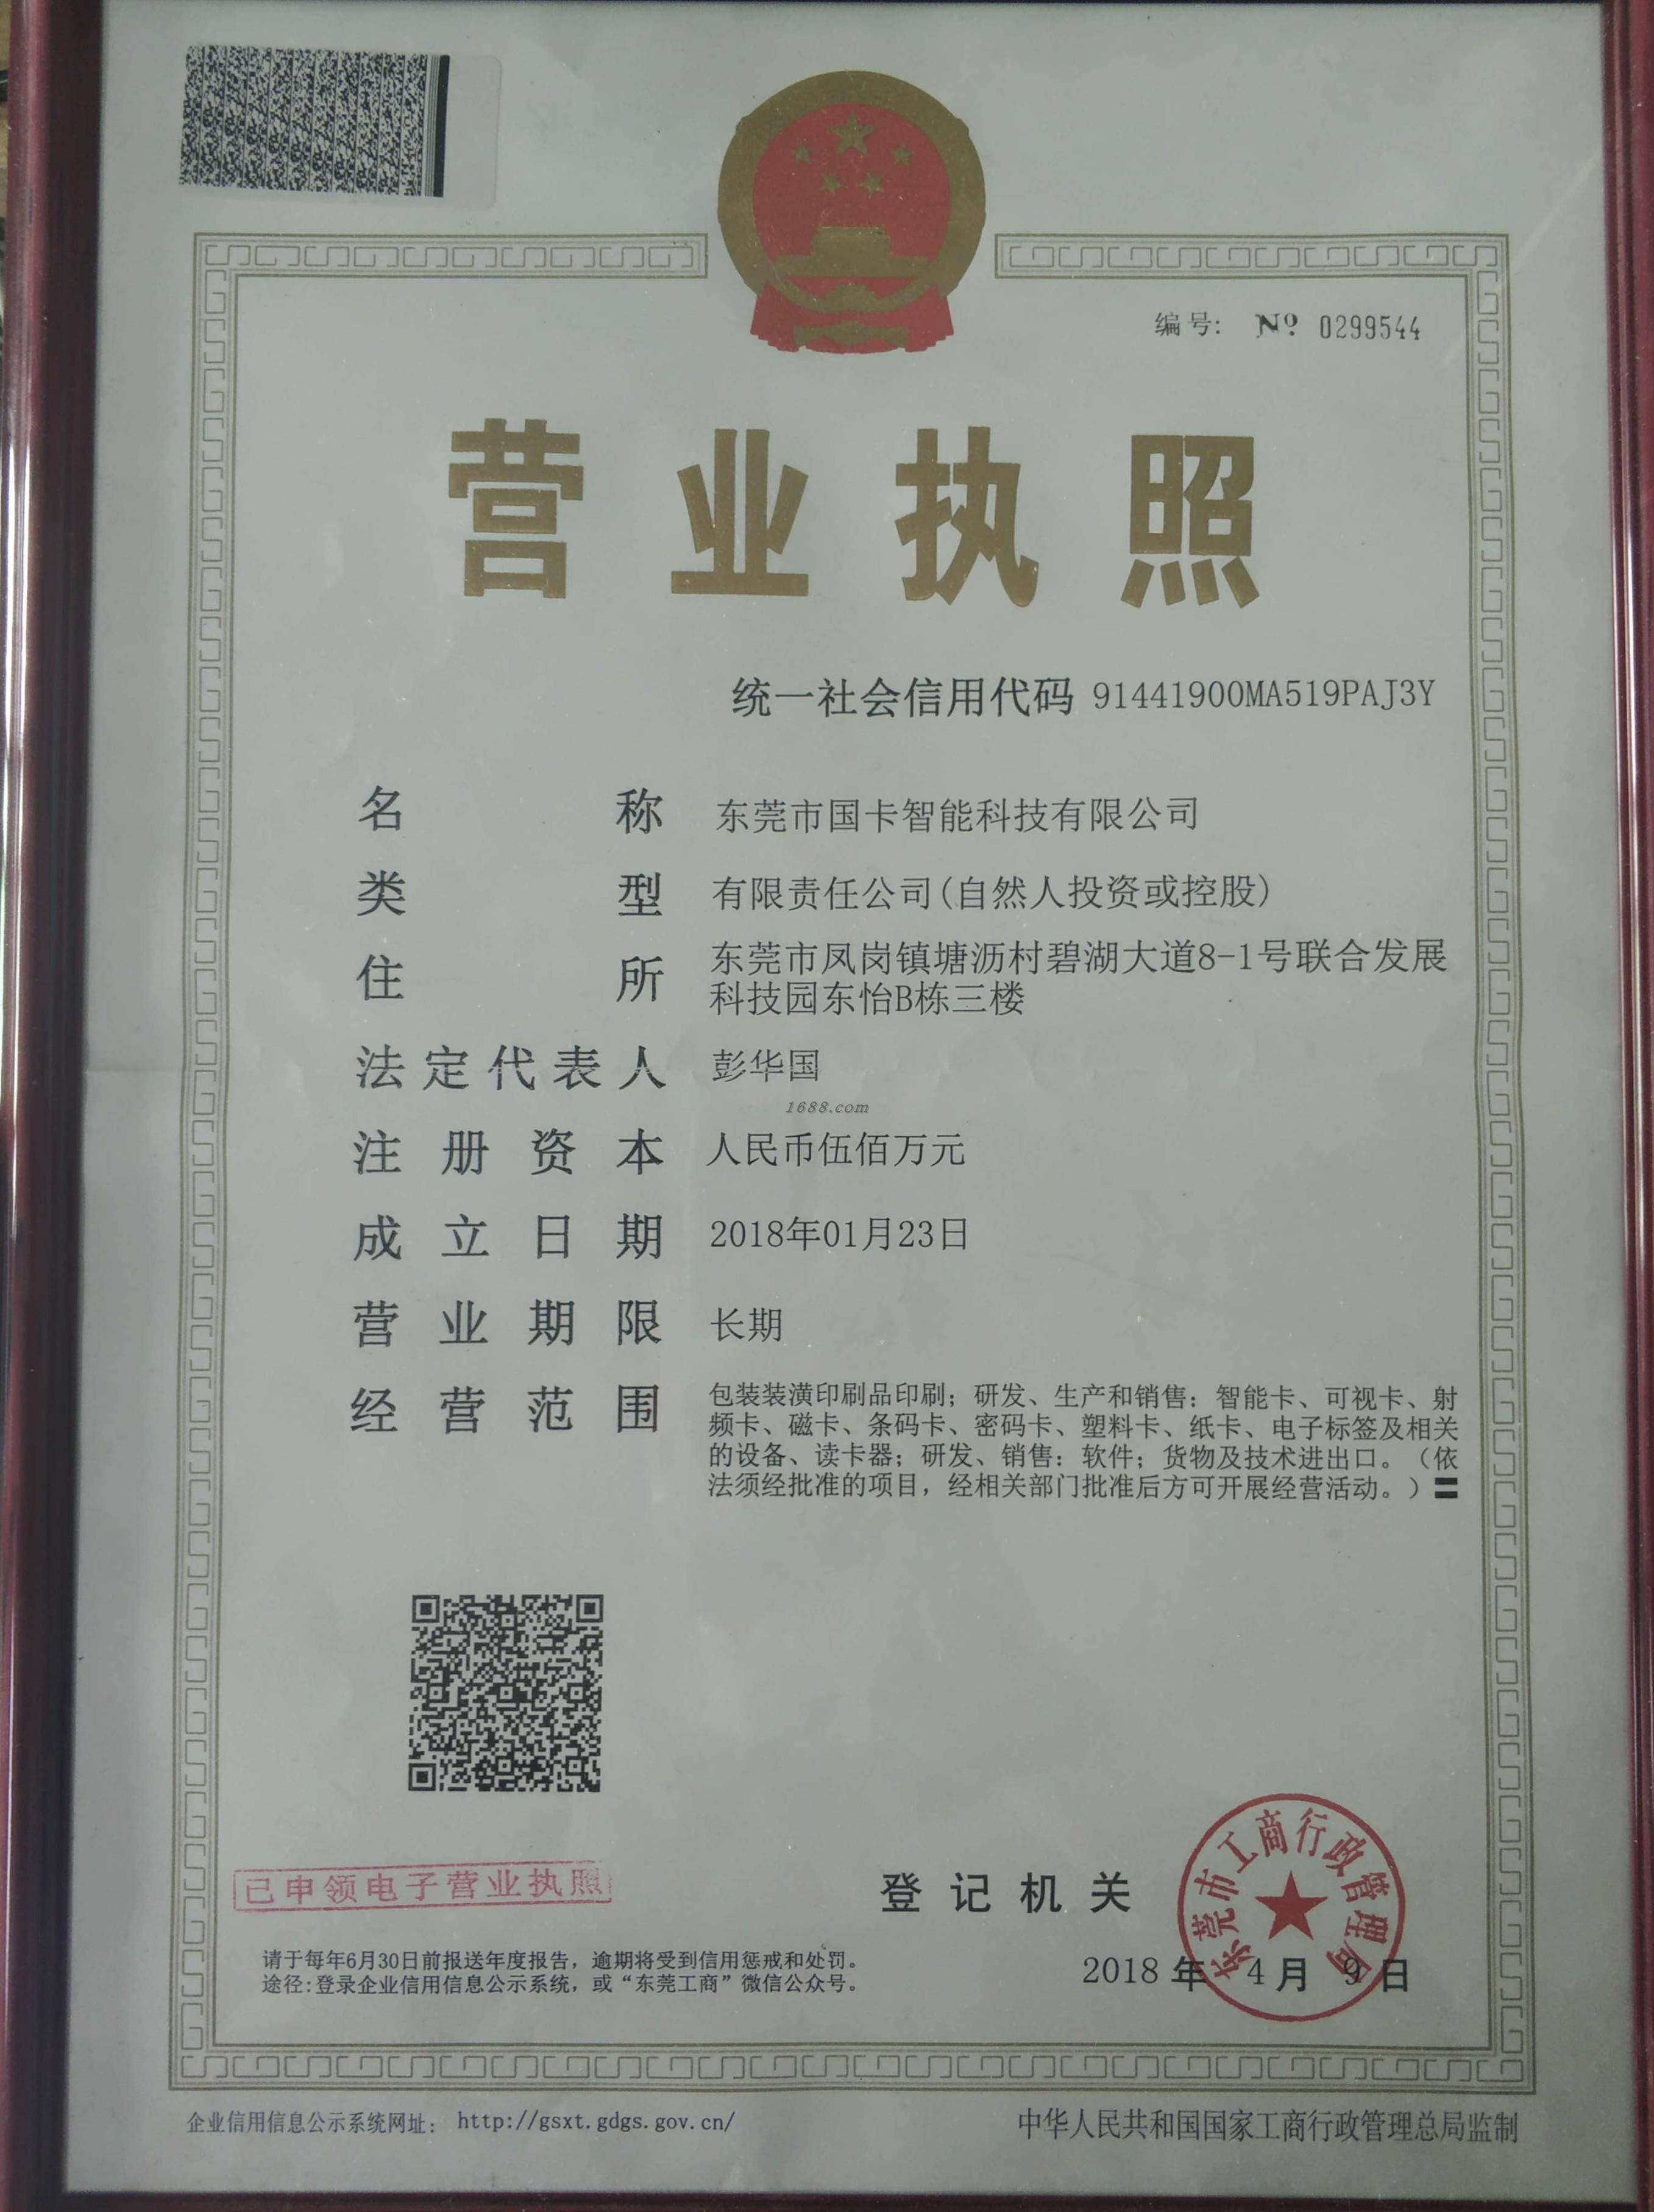 编号: № 0299544
营业执照
统一社会信用代码 91441900MA519PAJ3Y
名称 东莞市国卡智能科技有限公司
类型 有限责任公司(自然人投资或控股)
住所 东莞市凤岗镇塘沥村碧湖大道8-1号联合发展
科技园东怡B栋三楼
法定代表人 彭华国
1688.com
注册资本 人民币伍佰万元
成立日期 2018年01月23日
营业期限 长期
经营范围 包装装潢印刷品印刷；研发、生产和销售：智能卡、可视卡、射
频卡、磁卡、条码卡、密码卡、塑料卡、纸卡、电子标签及相关
的设备、读卡器；研发、销售：软件；货物及技术进出口。（依
法须经批准的项目，经相关部门批准后方可开展经营活动。）
已申领电子营业执照
登记机关
东莞市工商行政管理局
2018 年 4 月 9 日
请于每年6月30日前报送年度报告，逾期将受到信用惩戒和处罚。
途径:登录企业信用信息公示系统，或“东莞工商”微信公众号。
企业信用信息公示系统网址： http://gsxt.gdgs.gov.cn/
中华人民共和国国家工商行政管理总局监制